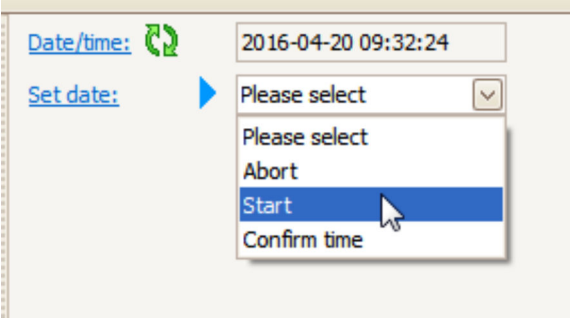 Date/time: 2016-04-20 09:32:24
Set date: Please select
Please select
Abort
Start
Confirm time